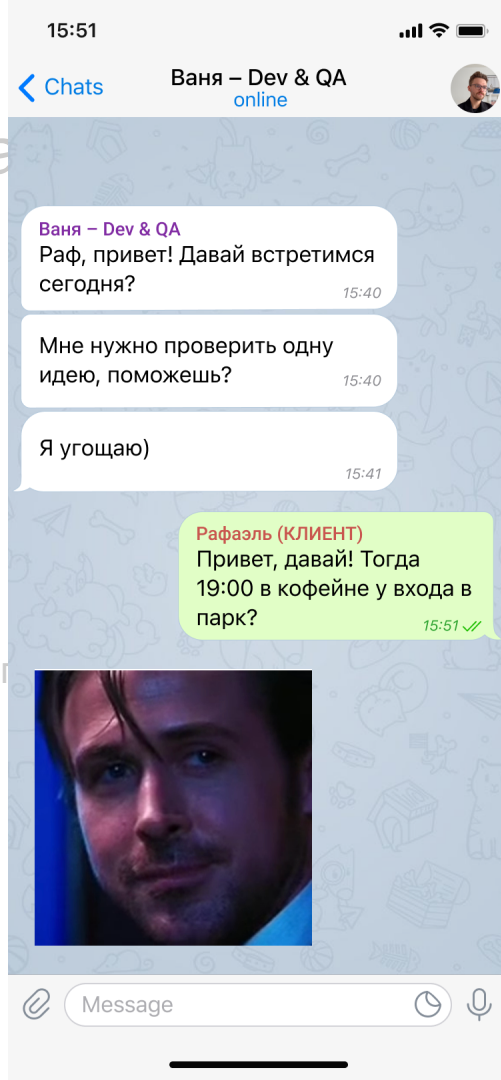 15:51
Chats
Ваня – Dev & QA
online
Ваня – Dev & QA
Раф, привет! Давай встретимся
сегодня?
15:40
Мне нужно проверить одну
идею, поможешь?
15:40
Я угощаю)
15:41
Рафаэль (КЛИЕНТ)
Привет, давай! Тогда
19:00 в кофейне у входа в
парк?
15:51
Message